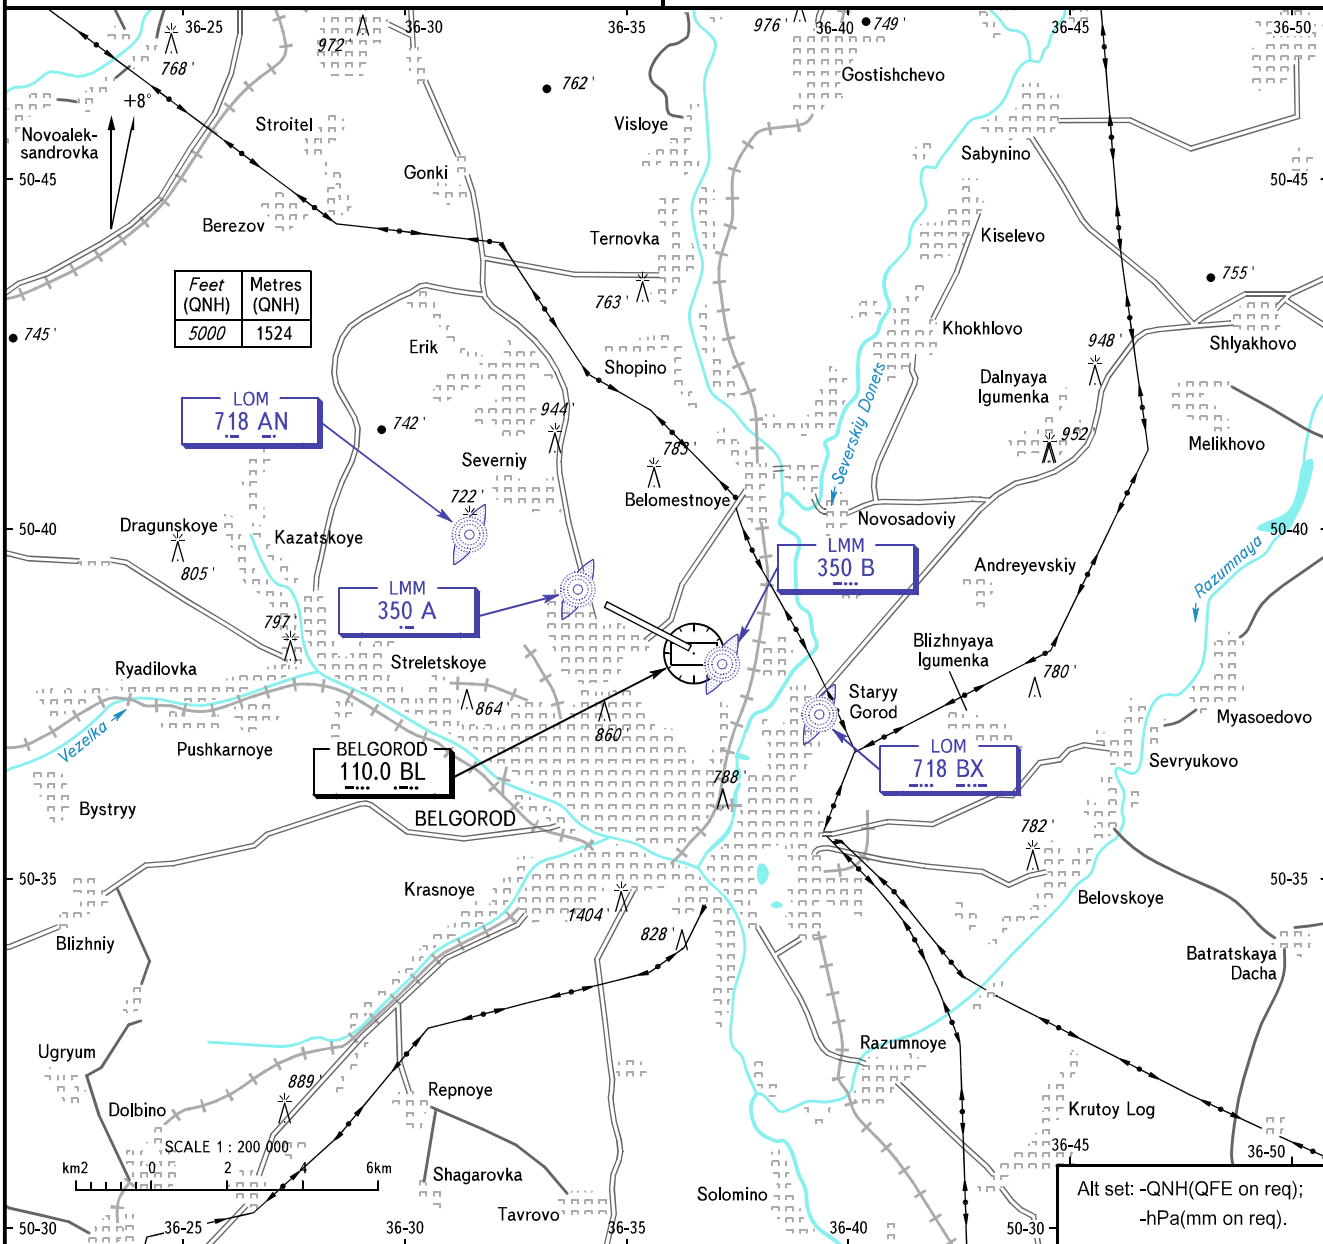 36-25
36-30
36-35
36-40
36-45
36-50
972'
976'
749'
768'
Gostishchevo
762'
+8°
Novoalek-
sandrovka
Stroitel
Visloye
Sabynino
50-45
Gonki
50-45
Berezov
Ternovka
Kiselevo
Feet
(QNH)
Metres
(QNH)
5000
1524
763'
755'
745'
Khokhlovo
Erik
948'
Shlyakhovo
Shopino
Dalnyaya
Igumenka
LOM
718 AN
944'
742'
783'
Severskiy Donets
952'
Melikhovo
Severniy
722'
Belomestnoye
Novosadoviy
50-40
Dragunskoye
Kazatskoye
50-40
LMM
350 B
Andreyevskiy
Razumnaya
805'
LMM
350 A
797'
Blizhnyaya
Igumenka
Ryadilovka
Streletskoye
780'
864'
Staryy
Gorod
Myasoedovo
860'
Vezelka
Pushkarnoye
BELGOROD
110.0 BL
LOM
718 BX
Sevryukovo
788'
Bystryy
BELGOROD
782'
50-35
Krasnoye
50-35
Belovskoye
1404'
828'
Blizhniy
Batratskaya
Dacha
Ugryum
Razumnoye
889'
Repnoye
Dolbino
Krutoy Log
SCALE 1 : 200 000
km2
0
2
4
6km
Shagarovka
36-45
36-50
Tavrovo
Solomino
Alt set: -QNH(QFE on req);
-hPa(mm on req).
50-30
36-25
36-30
36-35
36-40
50-30